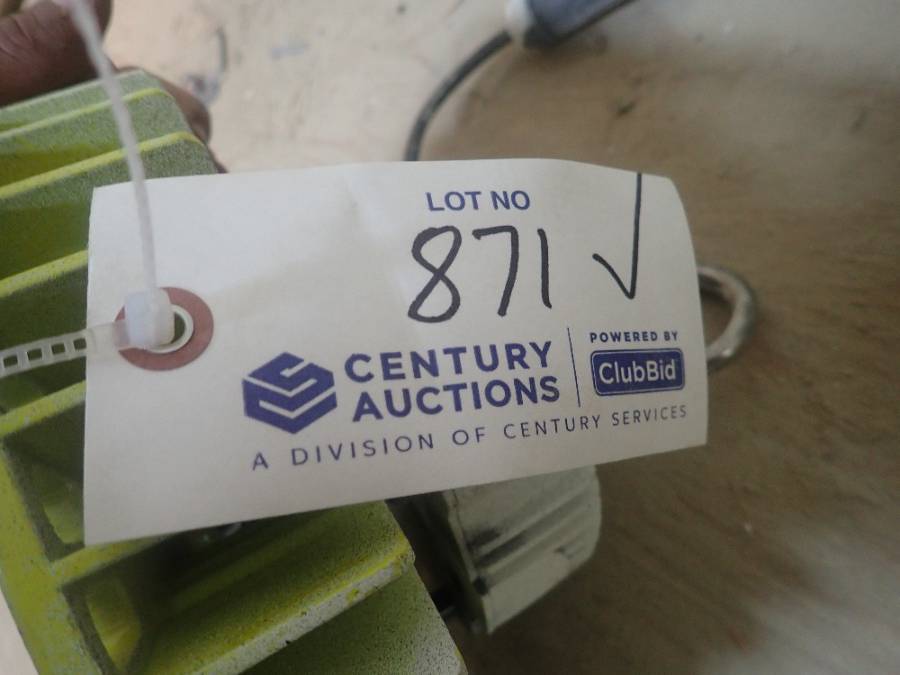 LOT NO
871 ✓
CENTURY AUCTIONS
POWERED BY
ClubBid
A DIVISION OF CENTURY SERVICES